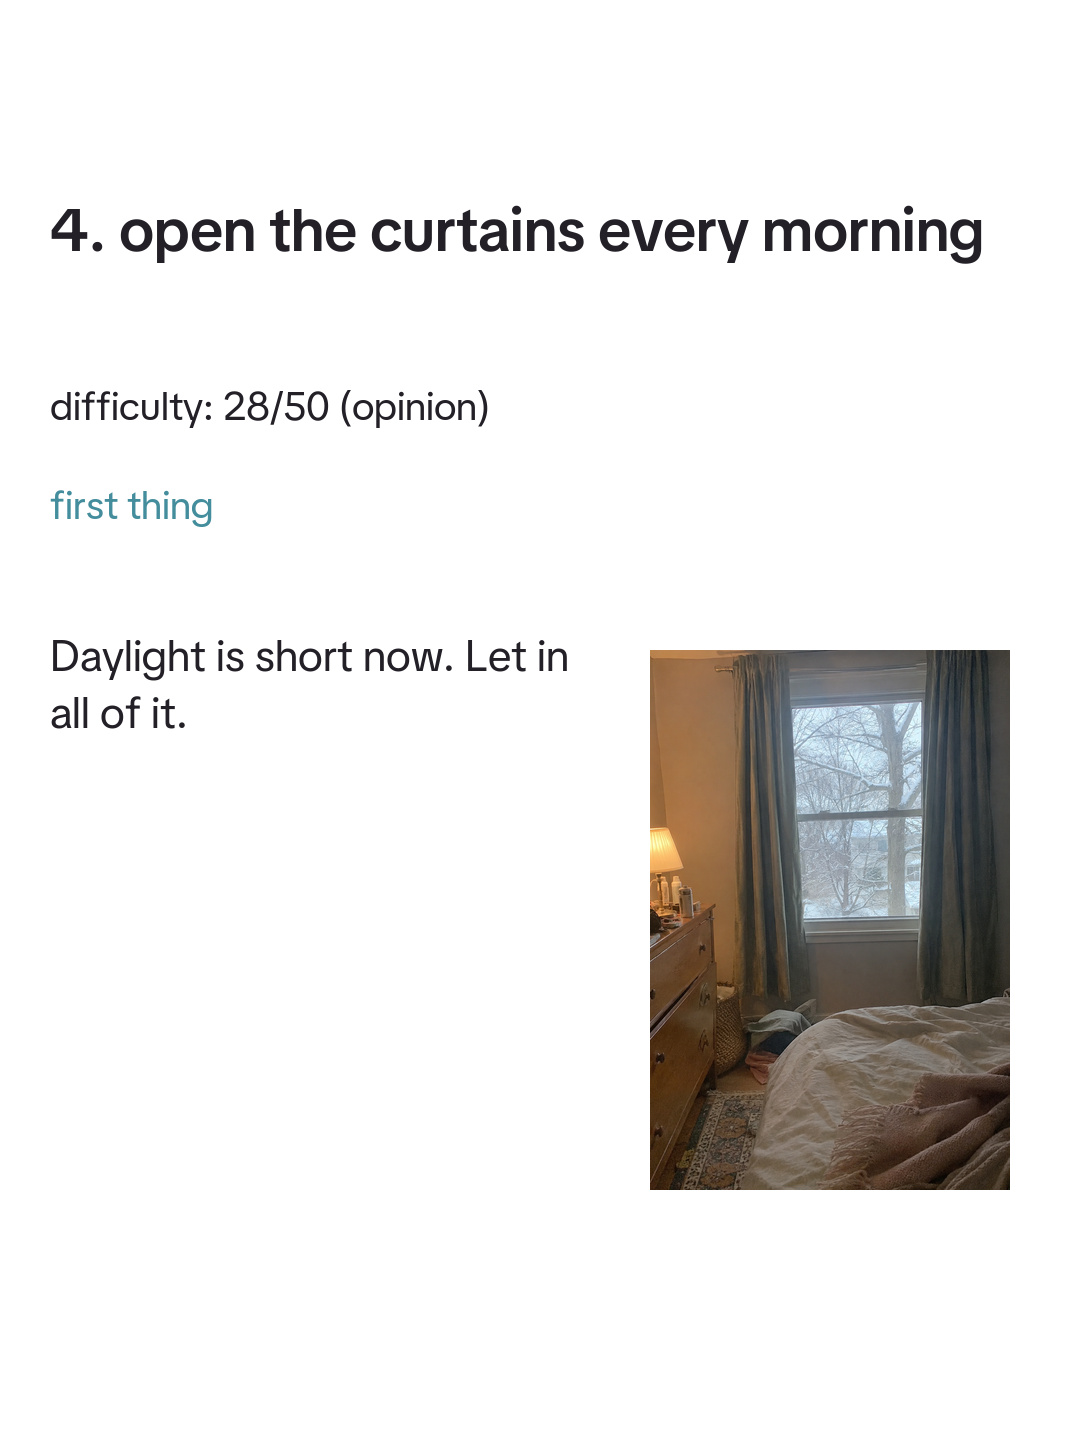 4. open the curtains every morning
difficulty: 28/50 (opinion)
first thing
Daylight is short now. Let in
all of it.